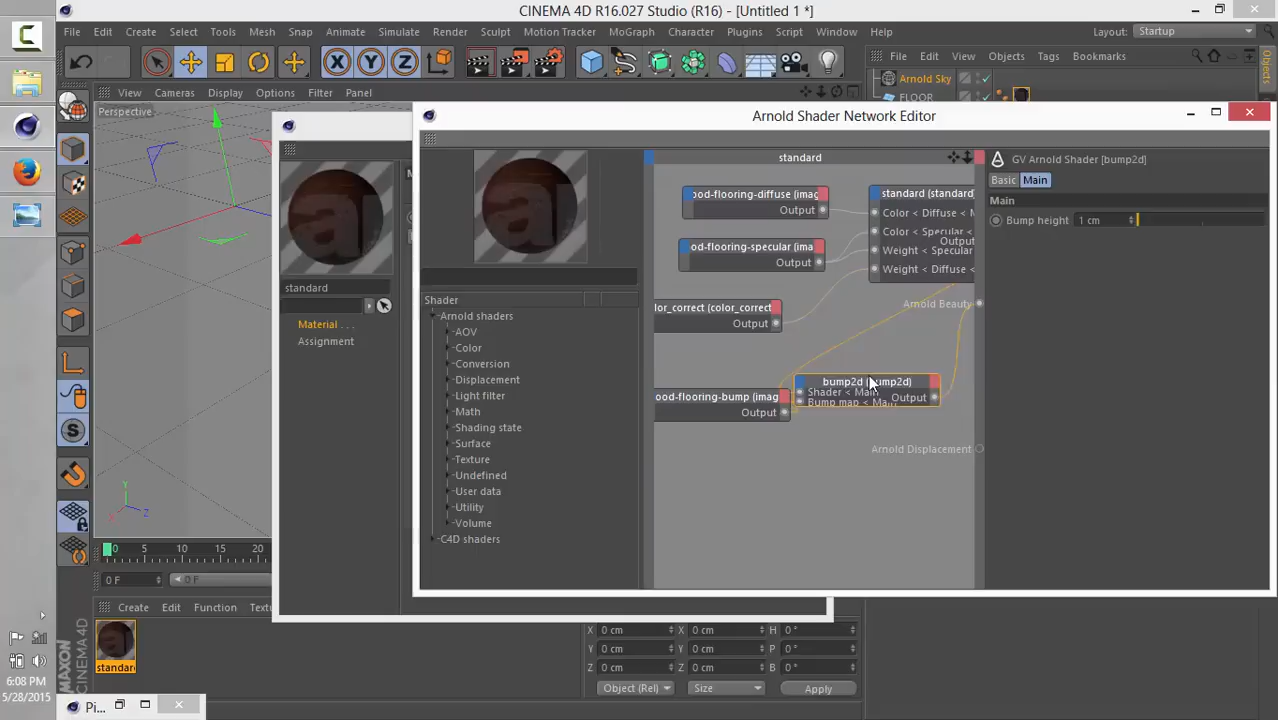 CINEMA 4D R16.027 Studio (R16) - [Untitled 1 *]
File Edit Create Select Tools Mesh Snap Animate Simulate Render Sculpt Motion Tracker MoGraph Character Plugins Script Window Help
Layout: Startup
File Edit View Objects Tags Bookmarks
Objects
Arnold Sky
FLOOR
View Cameras Display Options Filter Panel
Perspective
Arnold Shader Network Editor
standard
Material . . .
Assignment
Shader
Arnold shaders
AOV
Color
Conversion
Displacement
Light filter
Math
Shading state
Surface
Texture
Undefined
User data
Utility
Volume
C4D shaders
standard
ood-flooring-diffuse (imag
Output
od-flooring-specular (ima
Output
lor_correct (color_correct
Output
ood-flooring-bump (imag
Output
standard (standard
Color < Diffuse < M
Color < Specular <
Output
Weight < Specular
Weight < Diffuse <
Arnold Beauty
bump2d (bump2d)
Shader < Main
Output
Bump map < Main
Arnold Displacement
GV Arnold Shader [bump2d]
Basic Main
Main
Bump height 1 cm
0 5 10 15 20
0 F 0 F
Create Edit Function Textu
standard
MAXON
CINEMA 4D
X 0 cm X 0 cm H 0 °
Y 0 cm Y 0 cm P 0 °
Z 0 cm Z 0 cm B 0 °
Object (Rel) Size Apply
6:08 PM
5/28/2015
Pi...